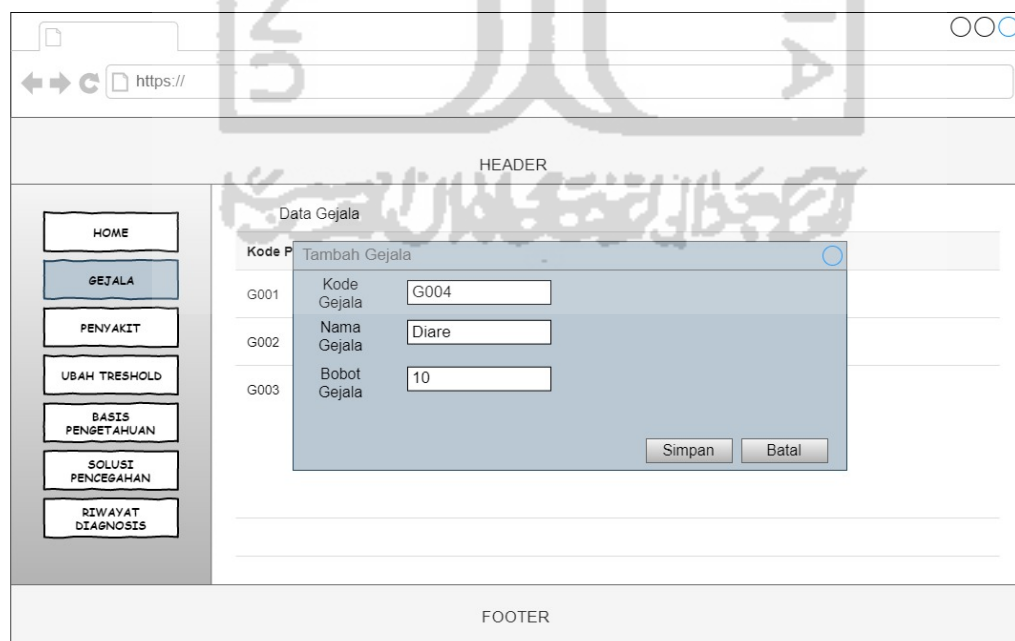 https://
HEADER
HOME
GEJALA
PENYAKIT
UBAH TRESHOLD
BASIS
PENGETAHUAN
SOLUSI
PENCEGAHAN
RIWAYAT
DIAGNOSIS
Data Gejala
Kode P
G001
G002
G003
Tambah Gejala
Kode
Gejala
G004
Nama
Gejala
Diare
Bobot
Gejala
10
Simpan
Batal
FOOTER